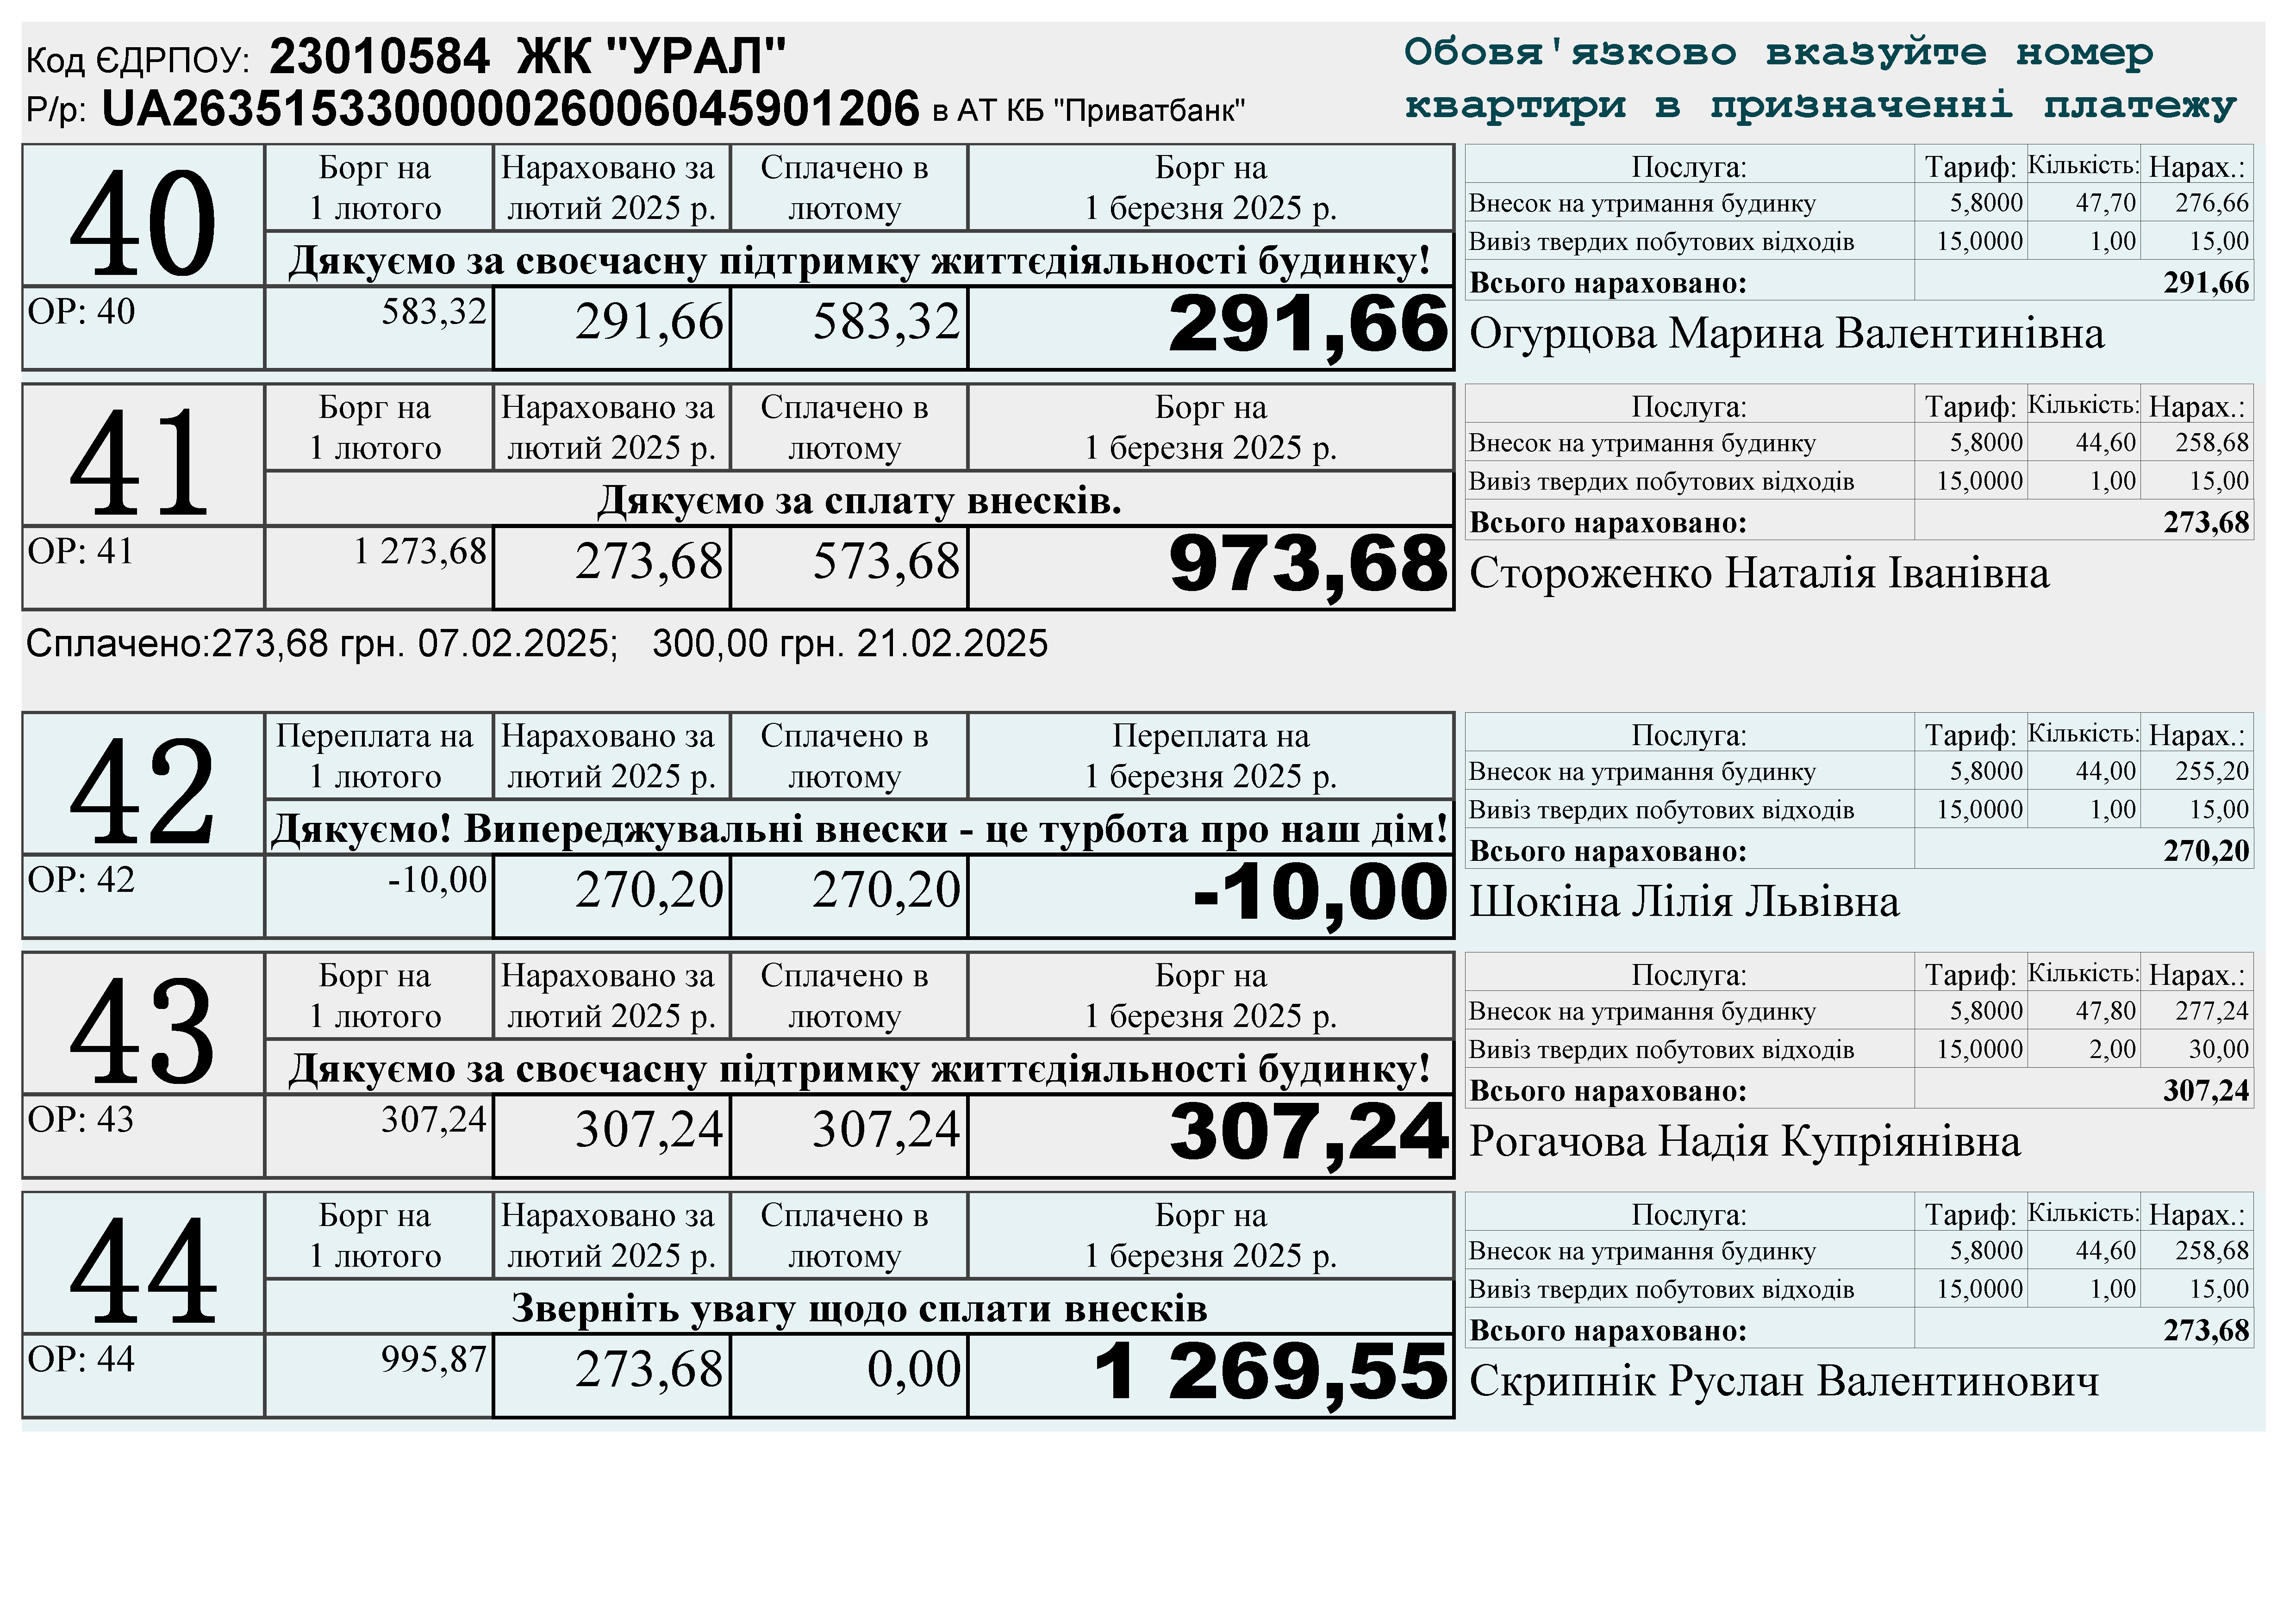 Код ЄДРПОУ: 23010584 ЖК "УРАЛ"
Р/р: UA263515330000026006045901206 в АТ КБ "Приватбанк"
Обовя'язково вказуйте номер
квартири в призначенні платежу
40
Борг на 1 лютого
Нараховано за лютий 2025 р.
Сплачено в лютому
Борг на 1 березня 2025 р.
Дякуємо за своєчасну підтримку життєдіяльності будинку!
ОР: 40 583,32 291,66 583,32 291,66
Послуга: Тариф: Кількість: Нарах.:
Внесок на утримання будинку 5,8000 47,70 276,66
Вивіз твердих побутових відходів 15,0000 1,00 15,00
Всього нараховано: 291,66
Огурцова Марина Валентинівна
41
Борг на 1 лютого
Нараховано за лютий 2025 р.
Сплачено в лютому
Борг на 1 березня 2025 р.
Дякуємо за сплату внесків.
ОР: 41 1 273,68 273,68 573,68 973,68
Послуга: Тариф: Кількість: Нарах.:
Внесок на утримання будинку 5,8000 44,60 258,68
Вивіз твердих побутових відходів 15,0000 1,00 15,00
Всього нараховано: 273,68
Стороженко Наталія Іванівна
Сплачено:273,68 грн. 07.02.2025; 300,00 грн. 21.02.2025
42
Переплата на 1 лютого
Нараховано за лютий 2025 р.
Сплачено в лютому
Переплата на 1 березня 2025 р.
Дякуємо! Випереджувальні внески - це турбота про наш дім!
ОР: 42 -10,00 270,20 270,20 -10,00
Послуга: Тариф: Кількість: Нарах.:
Внесок на утримання будинку 5,8000 44,00 255,20
Вивіз твердих побутових відходів 15,0000 1,00 15,00
Всього нараховано: 270,20
Шокіна Лілія Львівна
43
Борг на 1 лютого
Нараховано за лютий 2025 р.
Сплачено в лютому
Борг на 1 березня 2025 р.
Дякуємо за своєчасну підтримку життєдіяльності будинку!
ОР: 43 307,24 307,24 307,24 307,24
Послуга: Тариф: Кількість: Нарах.:
Внесок на утримання будинку 5,8000 47,80 277,24
Вивіз твердих побутових відходів 15,0000 2,00 30,00
Всього нараховано: 307,24
Рогачова Надія Купріянівна
44
Борг на 1 лютого
Нараховано за лютий 2025 р.
Сплачено в лютому
Борг на 1 березня 2025 р.
Зверніть увагу щодо сплати внесків
ОР: 44 995,87 273,68 0,00 1 269,55
Послуга: Тариф: Кількість: Нарах.:
Внесок на утримання будинку 5,8000 44,60 258,68
Вивіз твердих побутових відходів 15,0000 1,00 15,00
Всього нараховано: 273,68
Скрипнік Руслан Валентинович